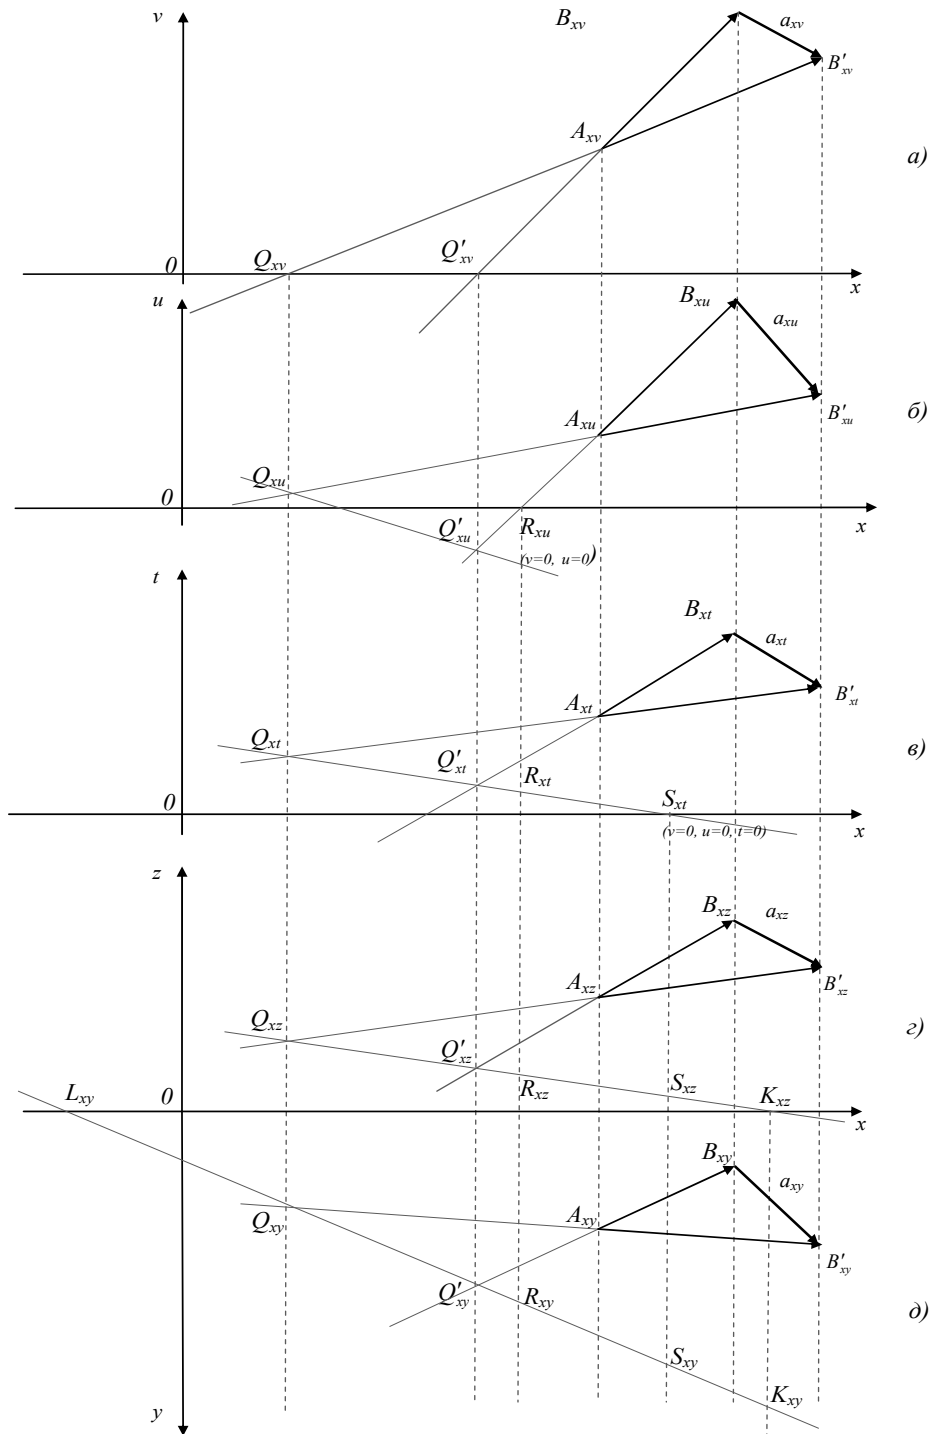 v
B_xv
a_xv
B'_xv
A_xv
а)
Q_xv
Q'_xv
0
x
u
B_xu
a_xu
A_xu
B'_xu
б)
Q_xu
0
Q'_xu
R_xu
x
(v=0, u=0)
t
B_xt
a_xt
B'_xt
A_xt
Q_xt
Q'_xt
R_xt
в)
0
S_xt
(v=0, u=0, t=0)
x
z
B_xz
a_xz
A_xz
B'_xz
Q_xz
г)
Q'_xz
L_xy
0
R_xz
S_xz
K_xz
x
B_xy
a_xy
Q_xy
A_xy
B'_xy
Q'_xy
R_xy
д)
S_xy
K_xy
y